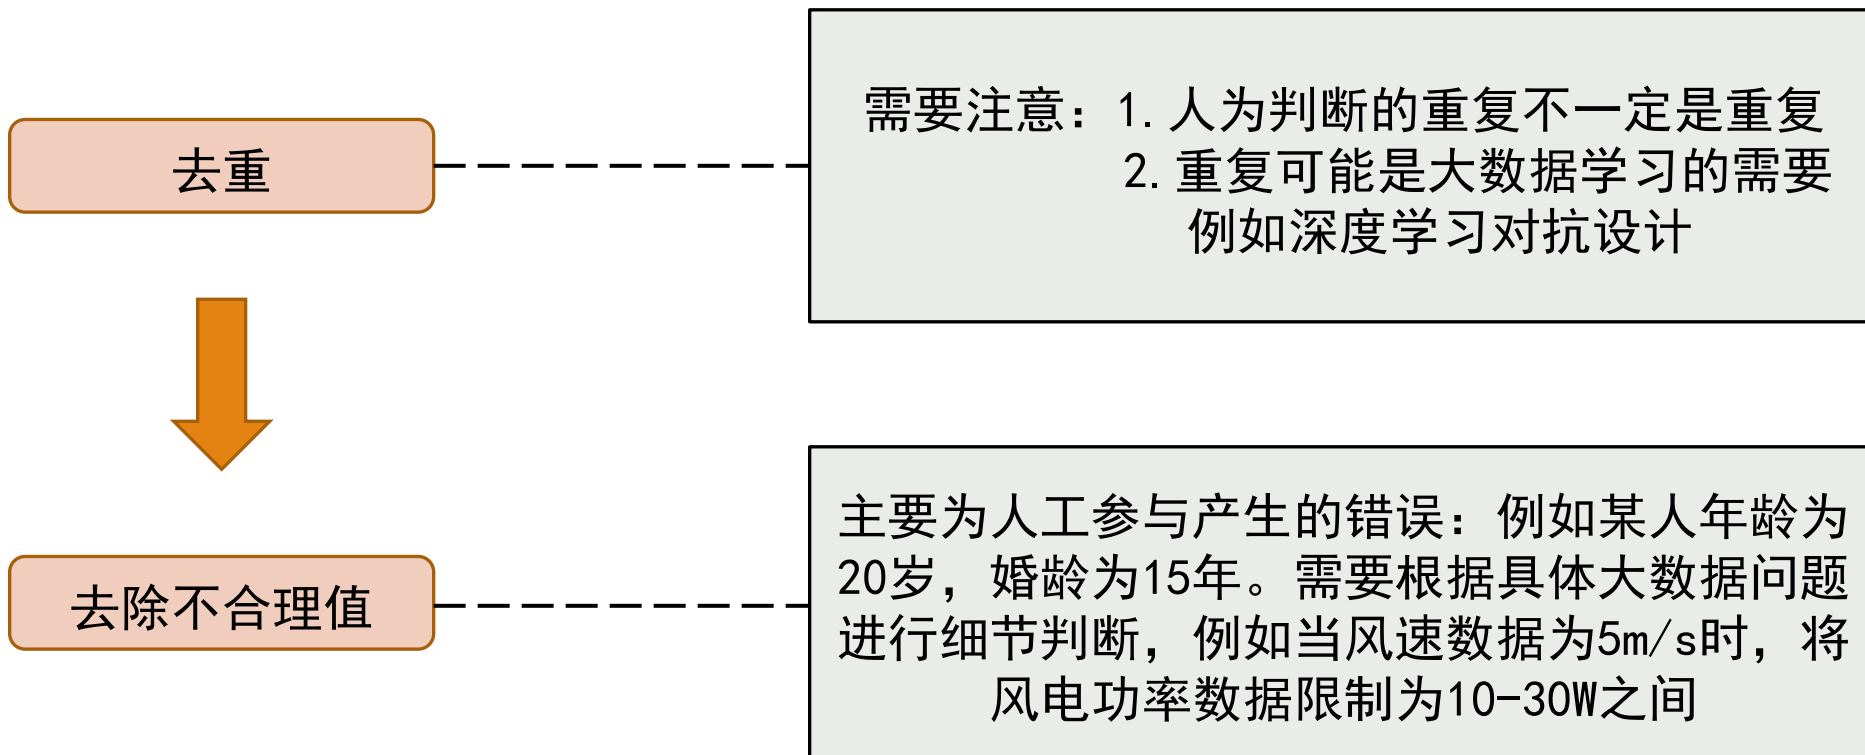 去重
需要注意：1.人为判断的重复不一定是重复
2.重复可能是大数据学习的需要
例如深度学习对抗设计
去除不合理值
主要为人工参与产生的错误：例如某人年龄为
20岁，婚龄为15年。需要根据具体大数据问题
进行细节判断，例如当风速数据为5m/s时，将
风电功率数据限制为10-30W之间